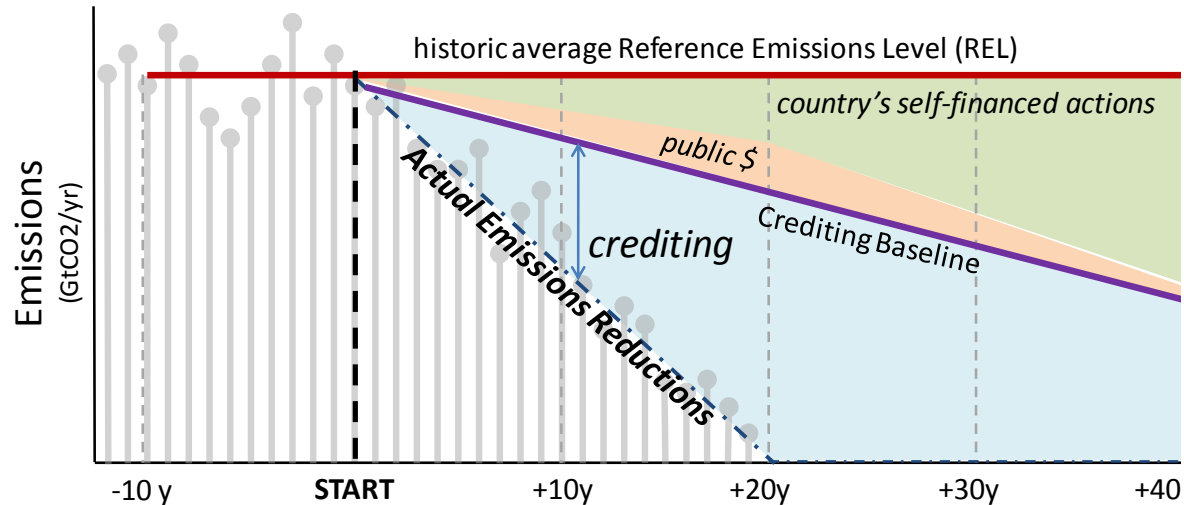 historic average Reference Emissions Level (REL)
country's self-financed actions
public $
Actual Emissions Reductions
crediting
Crediting Baseline
Emissions
(GtCO2/yr)
-10 y
START
+10y
+20y
+30y
+40